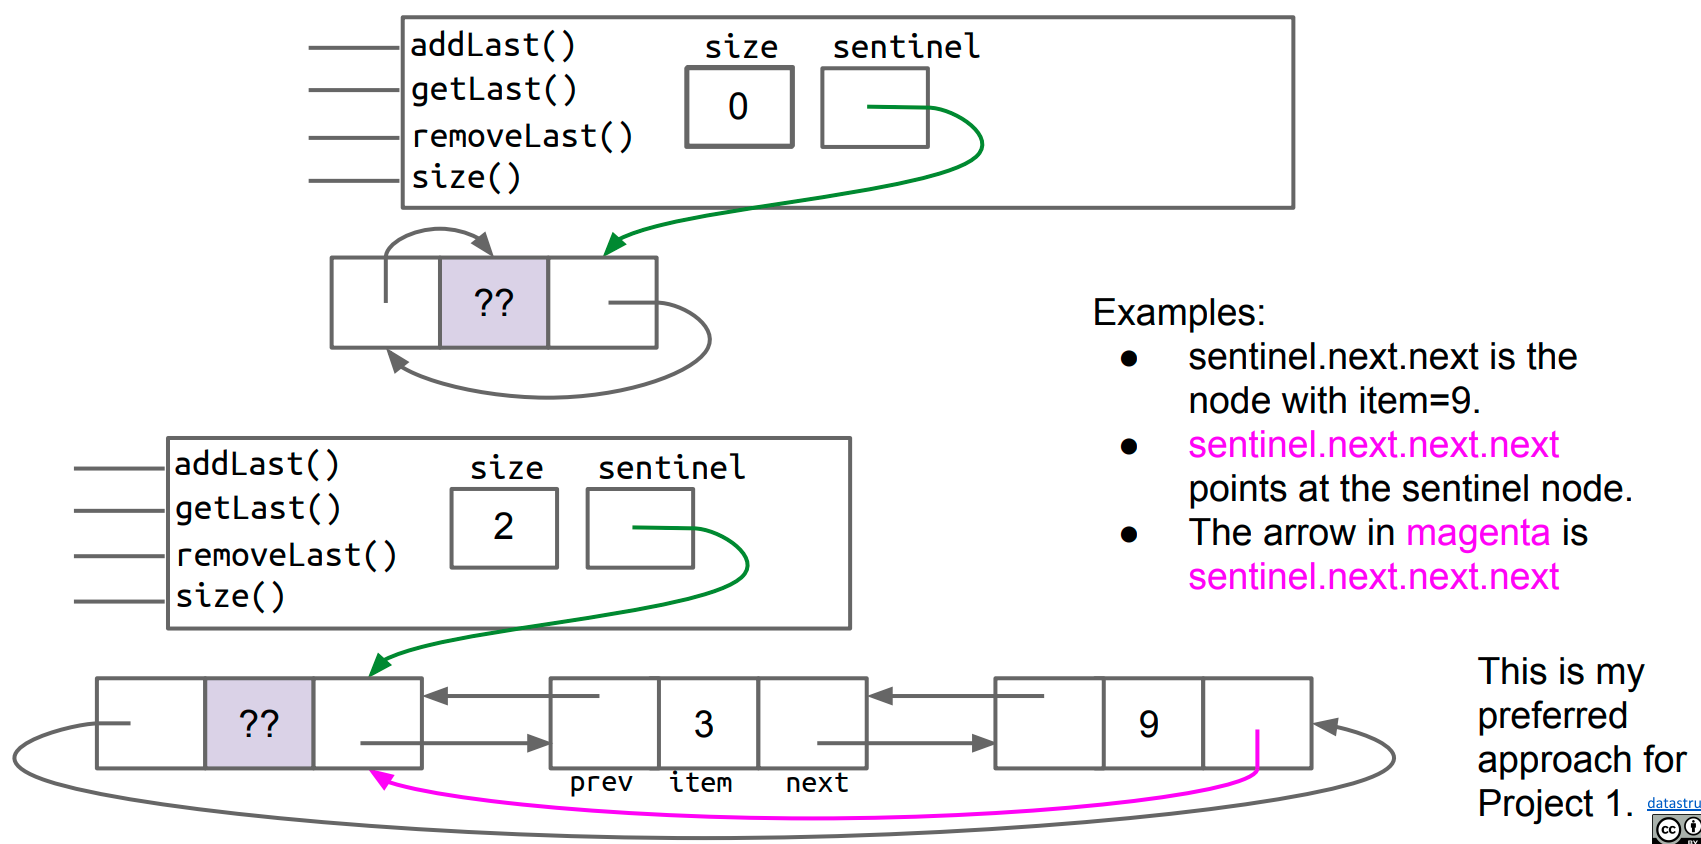 addLast()
getLast()
removeLast()
size()
size
sentinel
0
??
Examples:
● sentinel.next.next is the
node with item=9.
● sentinel.next.next.next
points at the sentinel node.
● The arrow in magenta is
sentinel.next.next.next
addLast()
getLast()
removeLast()
size()
size
sentinel
2
??
3
9
prev item next
This is my
preferred
approach for
Project 1.
datastru
cc
BY